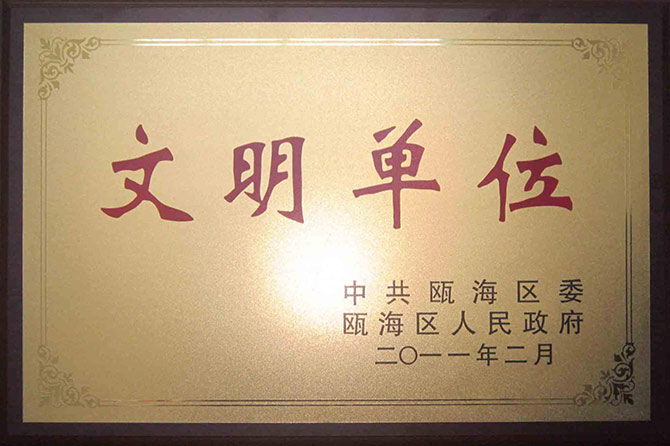 文明单位
中共瓯海区委
瓯海区人民政府
二〇一一年二月